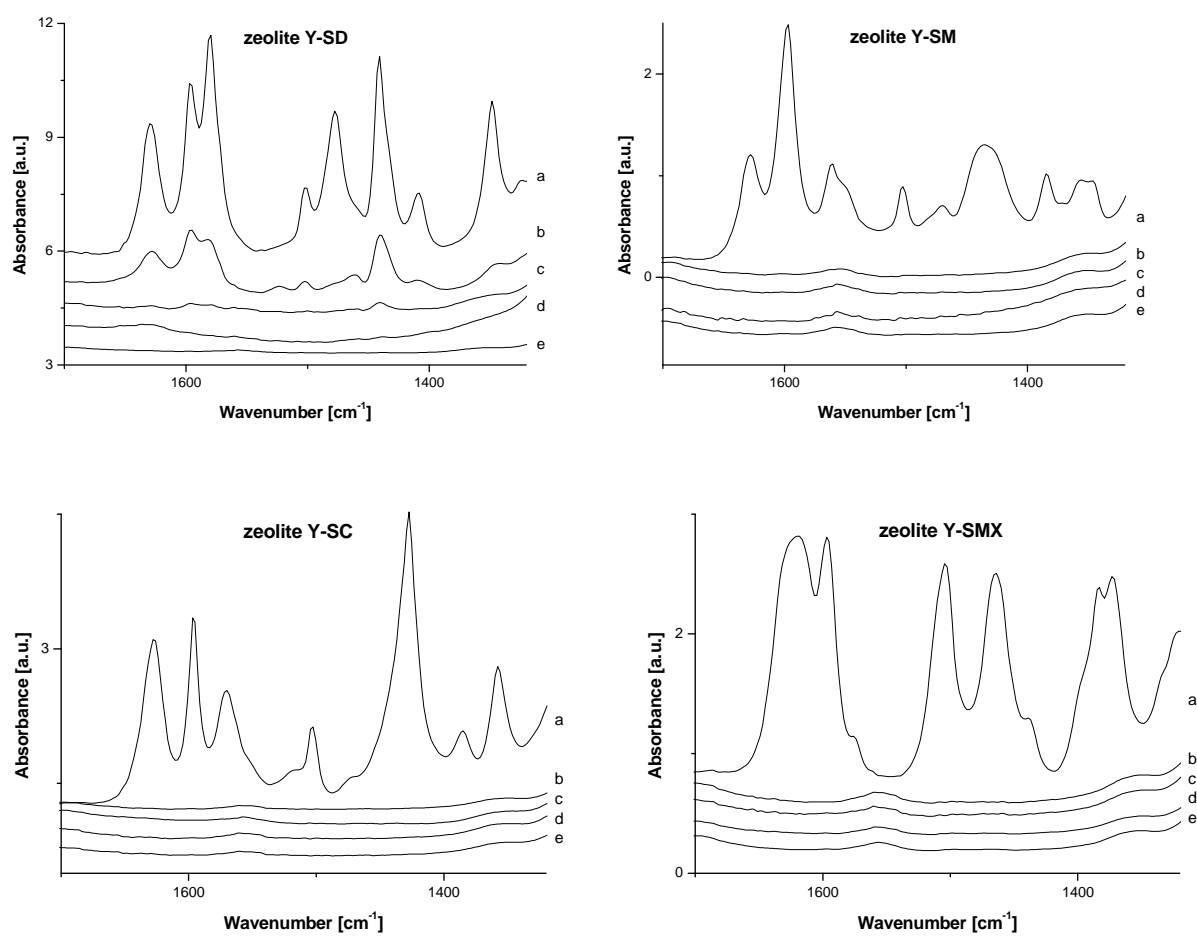 zeolite Y-SD
12
9
6
3
Absorbance [a.u.]
a
b
c
d
e
1600
1400
Wavenumber [cm-1]
zeolite Y-SM
2
0
Absorbance [a.u.]
a
b
c
d
e
1600
1400
Wavenumber [cm-1]
zeolite Y-SC
3
Absorbance [a.u.]
a
b
c
d
e
1600
1400
Wavenumber [cm-1]
zeolite Y-SMX
2
0
Absorbance [a.u.]
a
b
c
d
e
1600
1400
Wavenumber [cm-1]